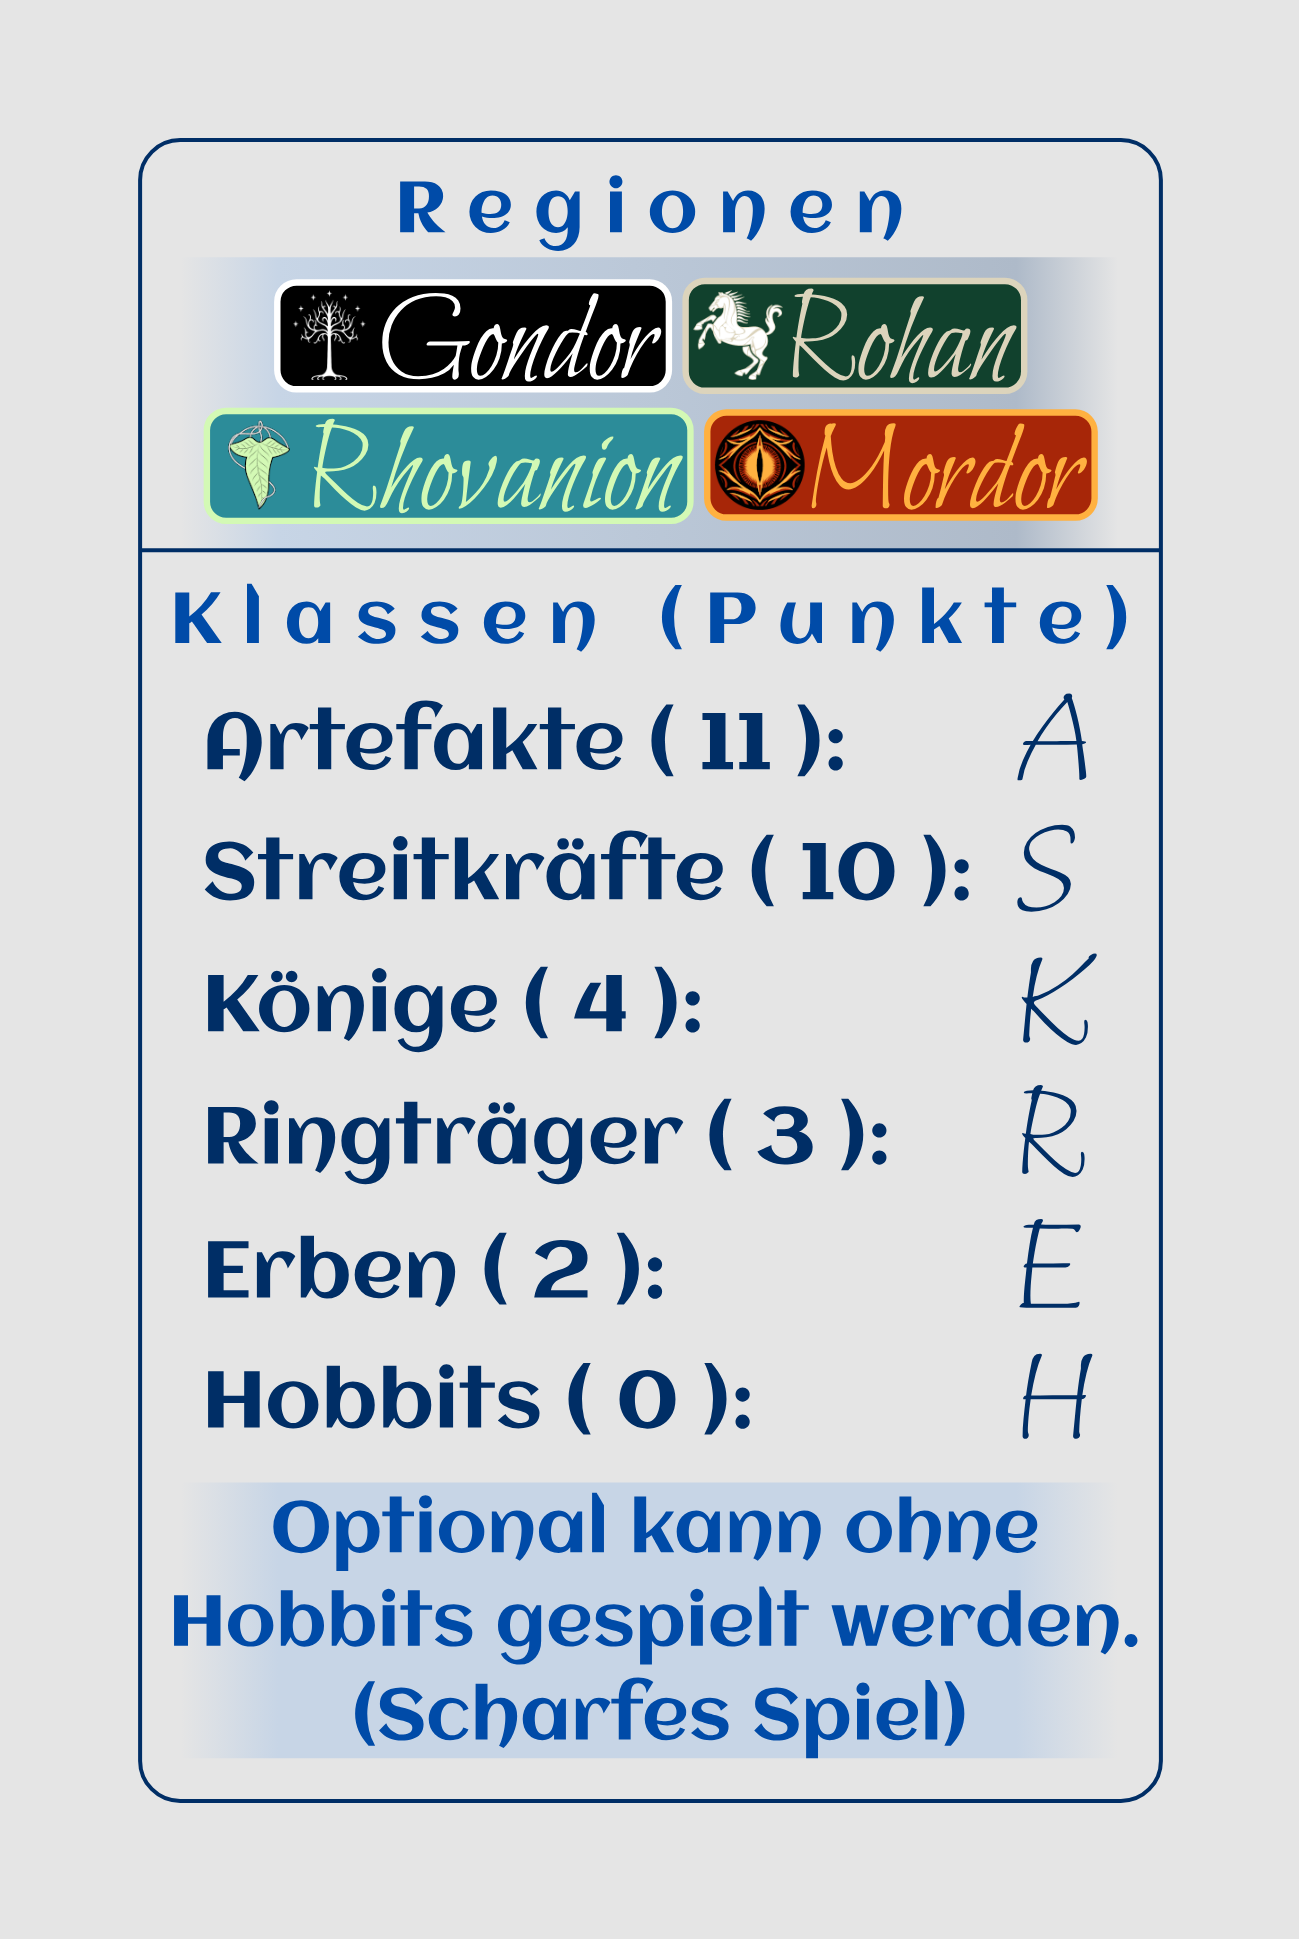 Regionen
Gondor Rohan
Rhovanion Mordor
Klassen (Punkte)
Artefakte ( 11 ): A
Streitkräfte ( 10 ): S
Könige ( 4 ): K
Ringträger ( 3 ): R
Erben ( 2 ): E
Hobbits ( 0 ): H
Optional kann ohne
Hobbits gespielt werden.
(Scharfes Spiel)